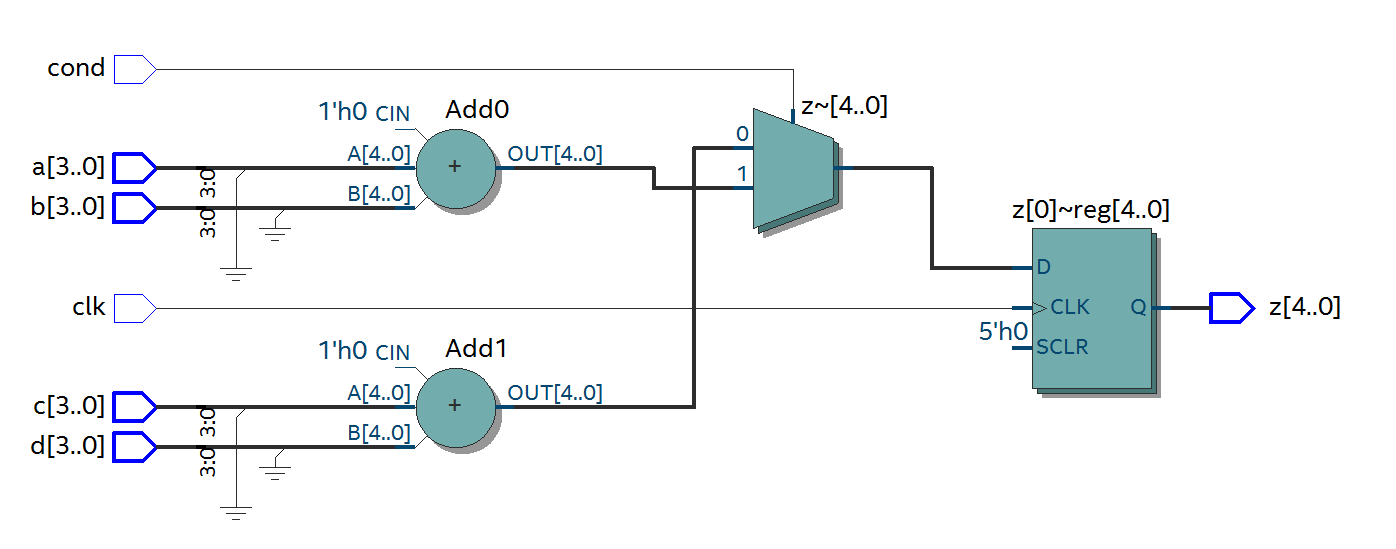 cond
z~[4..0]
1'h0 CIN
Add0
0
a[3..0]
3:0
A[4..0]
+
OUT[4..0]
1
b[3..0]
3:0
B[4..0]
z[0]~reg[4..0]
D
clk
CLK
Q
z[4..0]
5'h0
SCLR
1'h0 CIN
Add1
c[3..0]
3:0
A[4..0]
+
OUT[4..0]
d[3..0]
3:0
B[4..0]